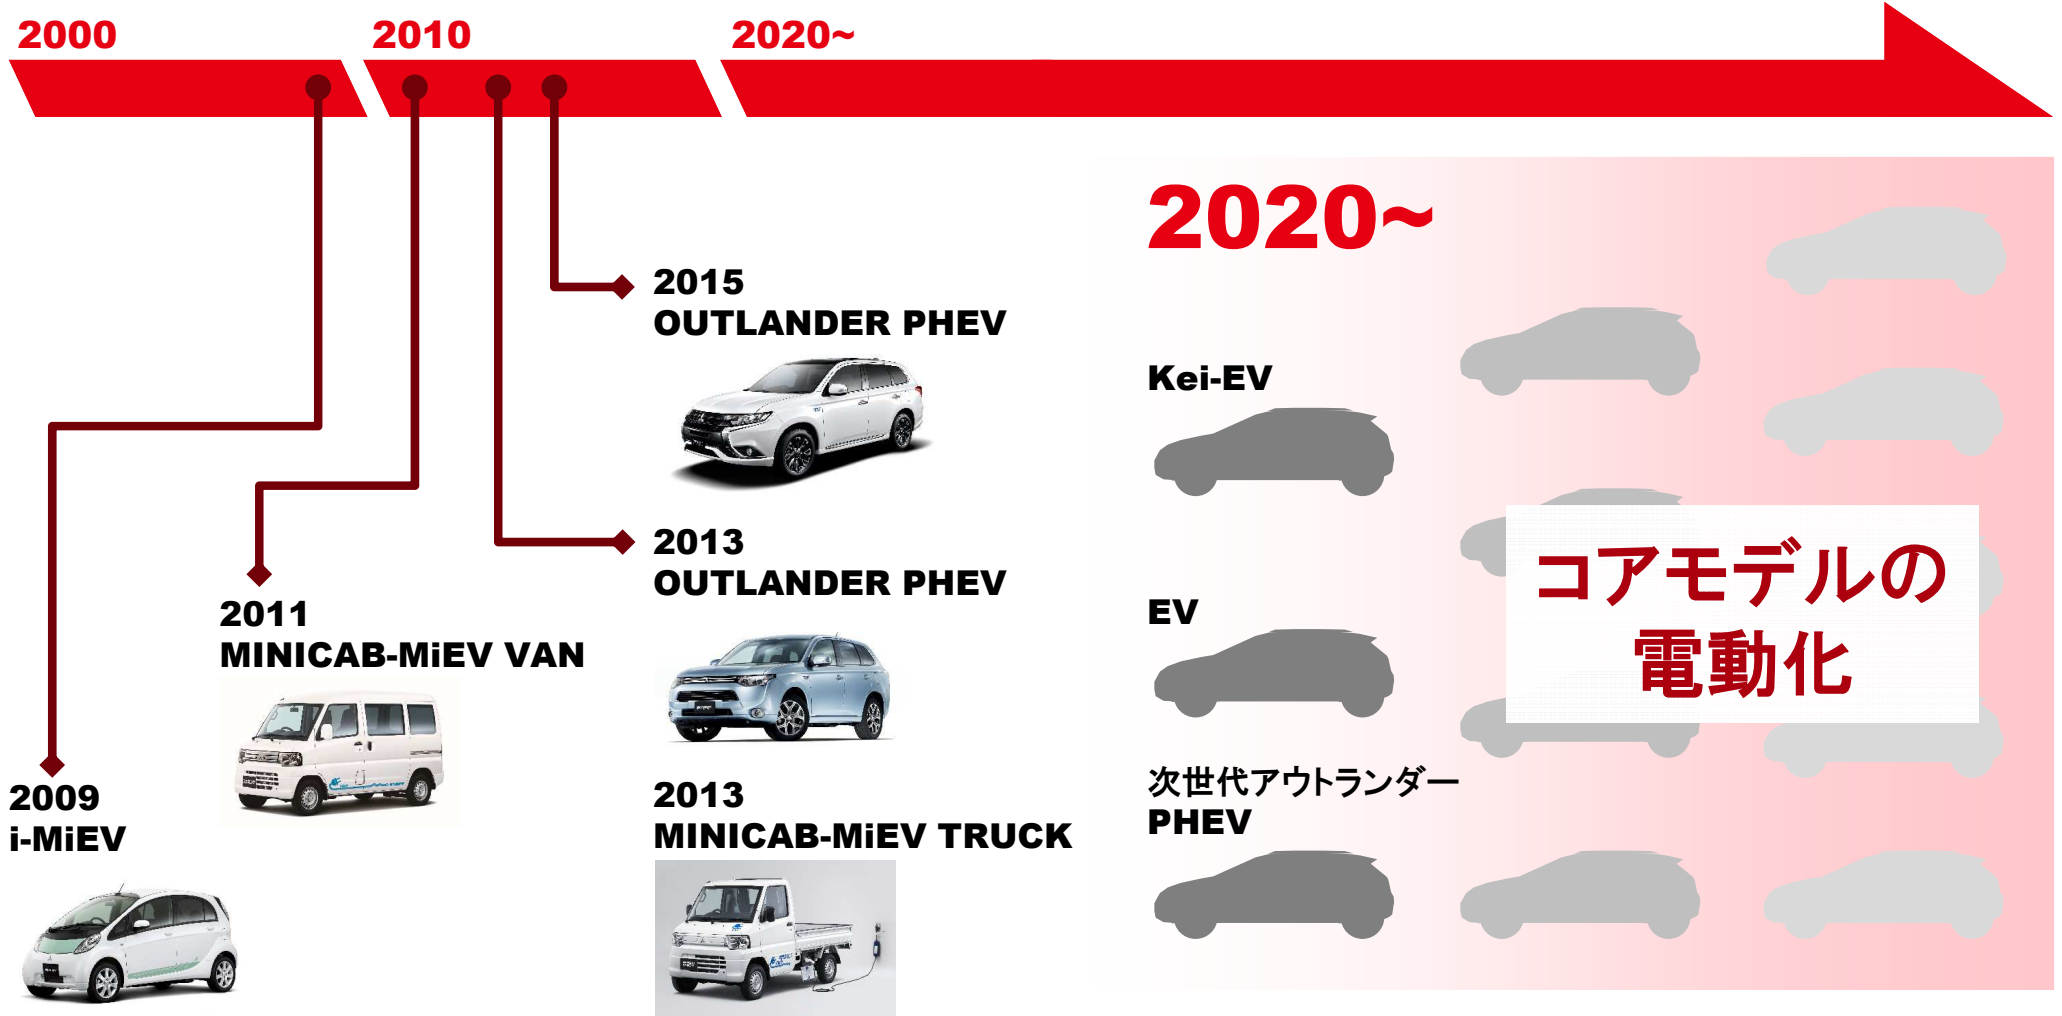 2000
2010
2020~
2020~
2015
OUTLANDER PHEV
Kei-EV
2013
OUTLANDER PHEV
コアモデルの
電動化
2011
MINICAB-MiEV VAN
EV
2009
i-MiEV
2013
MINICAB-MiEV TRUCK
次世代アウトランダー
PHEV